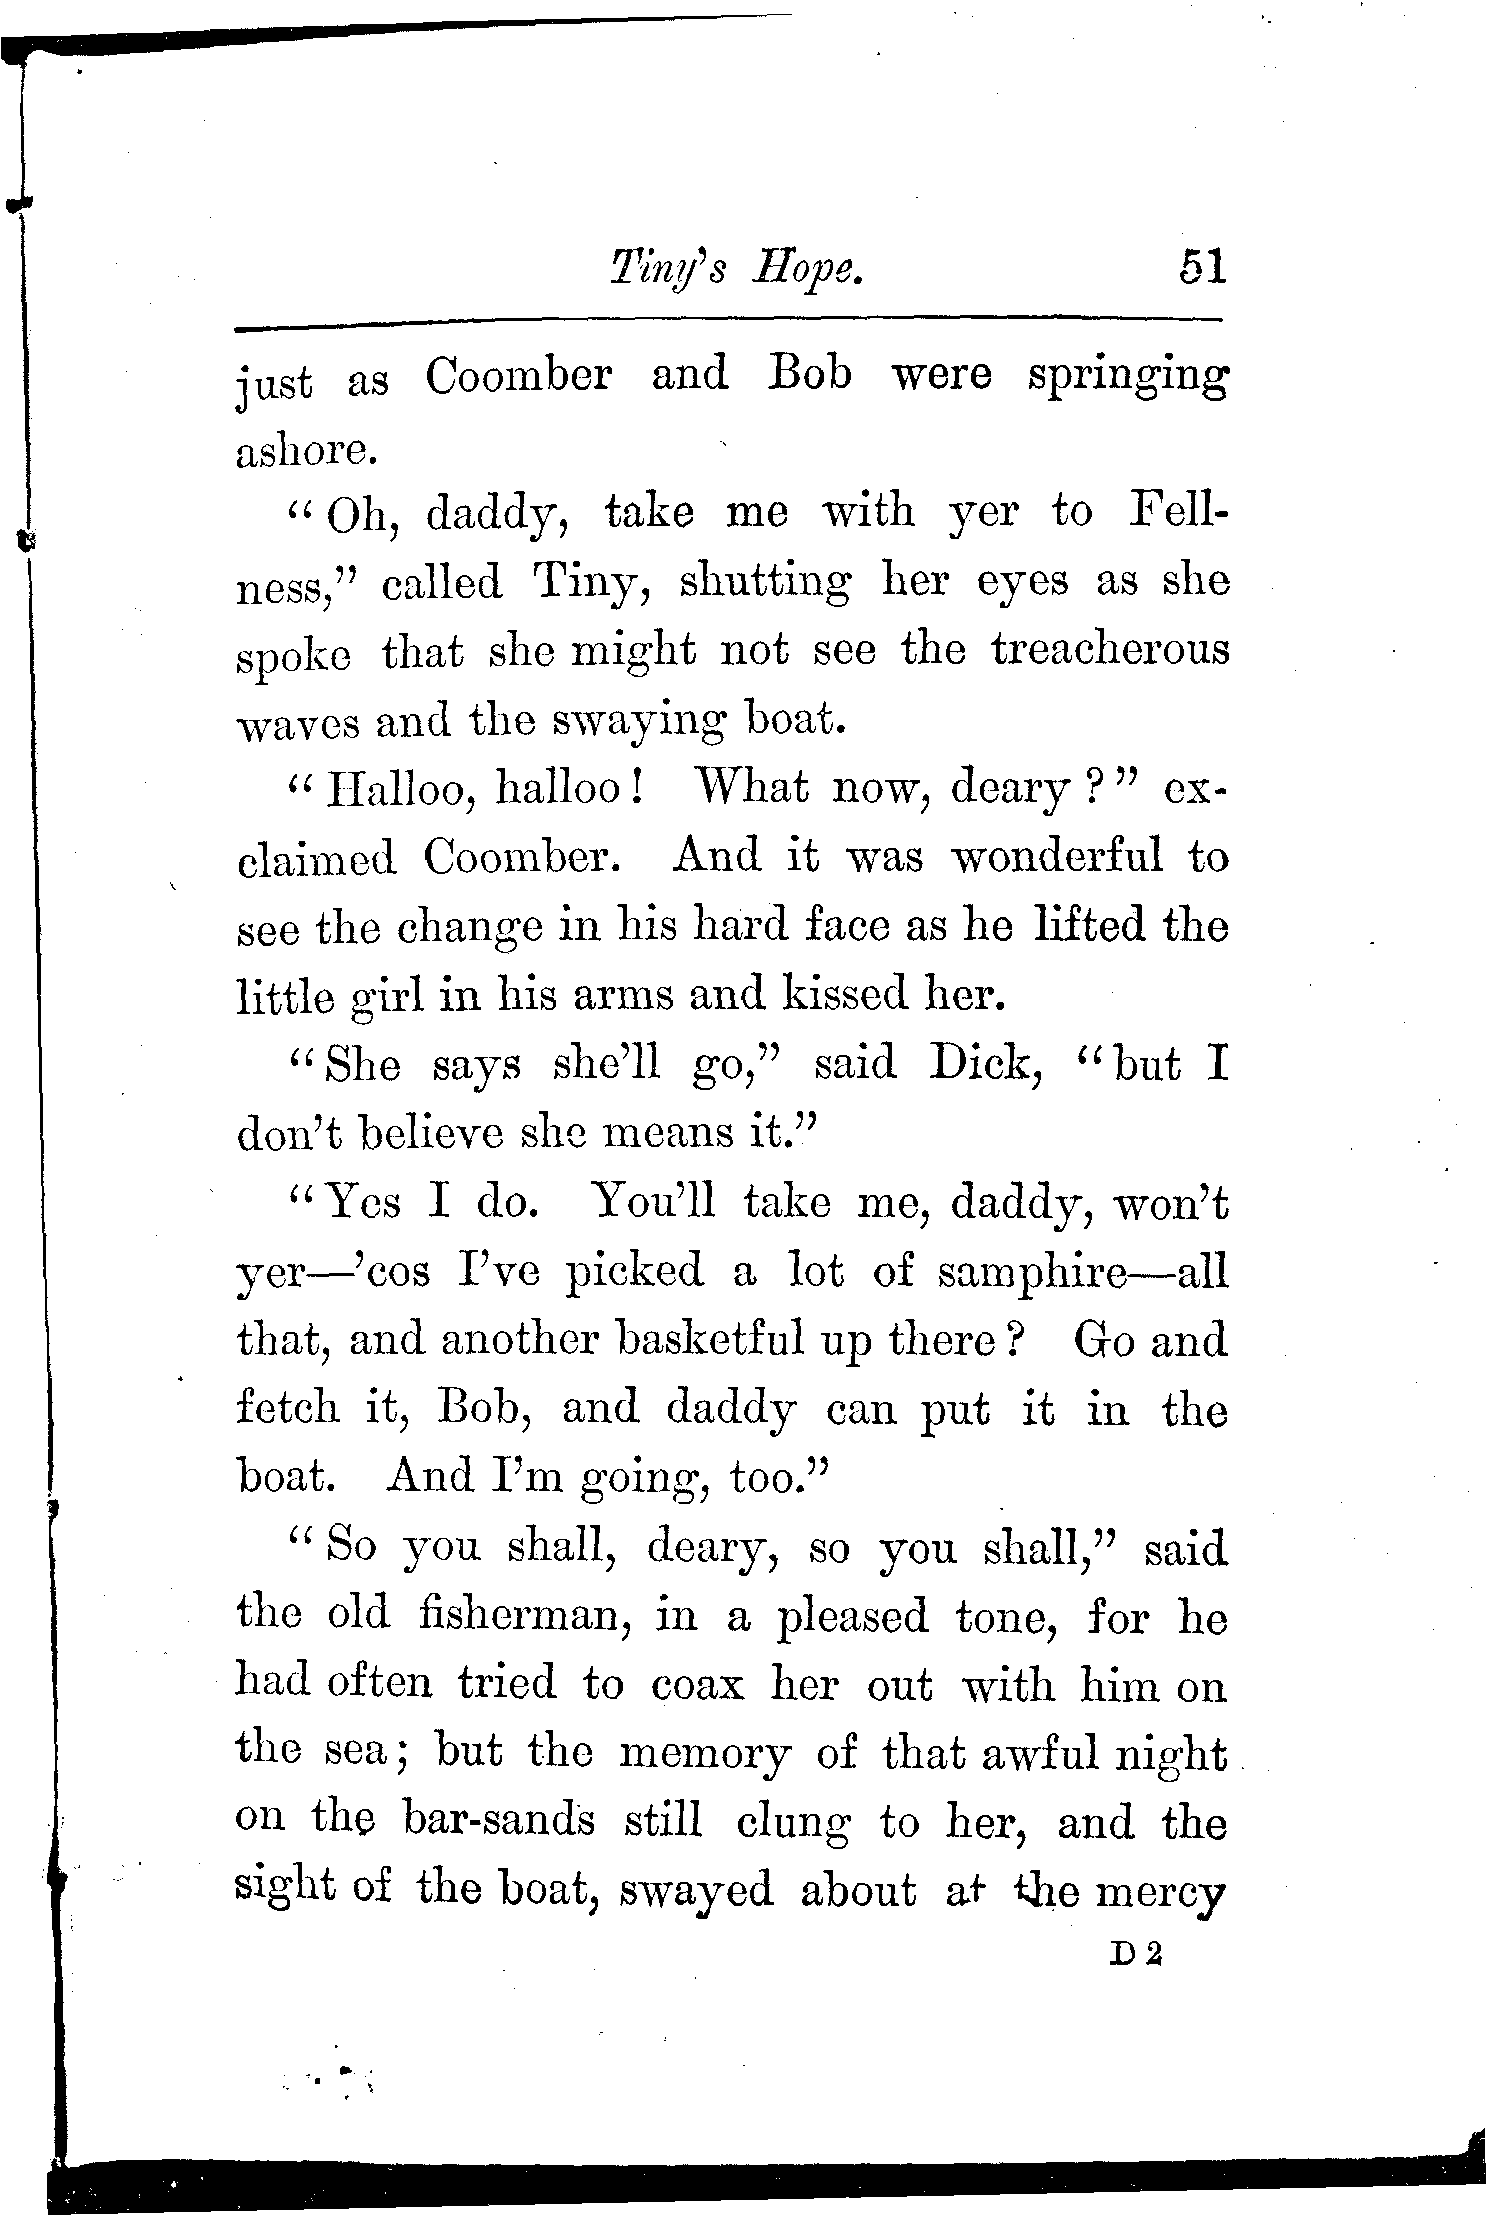 Tiny's Hope. 51
just as Coomber and Bob were springing
ashore.
“Oh, daddy, take me with yer to Fell-
ness,” called Tiny, shutting her eyes as she
spoke that she might not see the treacherous
waves and the swaying boat.
“Halloo, halloo! What now, deary?” ex-
claimed Coomber. And it was wonderful to
see the change in his hard face as he lifted the
little girl in his arms and kissed her.
“She says she’ll go,” said Dick, “but I
don’t believe she means it.”
“Yes I do. You’ll take me, daddy, won’t
yer—’cos I’ve picked a lot of samphire—all
that, and another basketful up there? Go and
fetch it, Bob, and daddy can put it in the
boat. And I’m going, too.”
“So you shall, deary, so you shall,” said
the old fisherman, in a pleased tone, for he
had often tried to coax her out with him on
the sea; but the memory of that awful night
on the bar-sands still clung to her, and the
sight of the boat, swayed about at the mercy
D 2